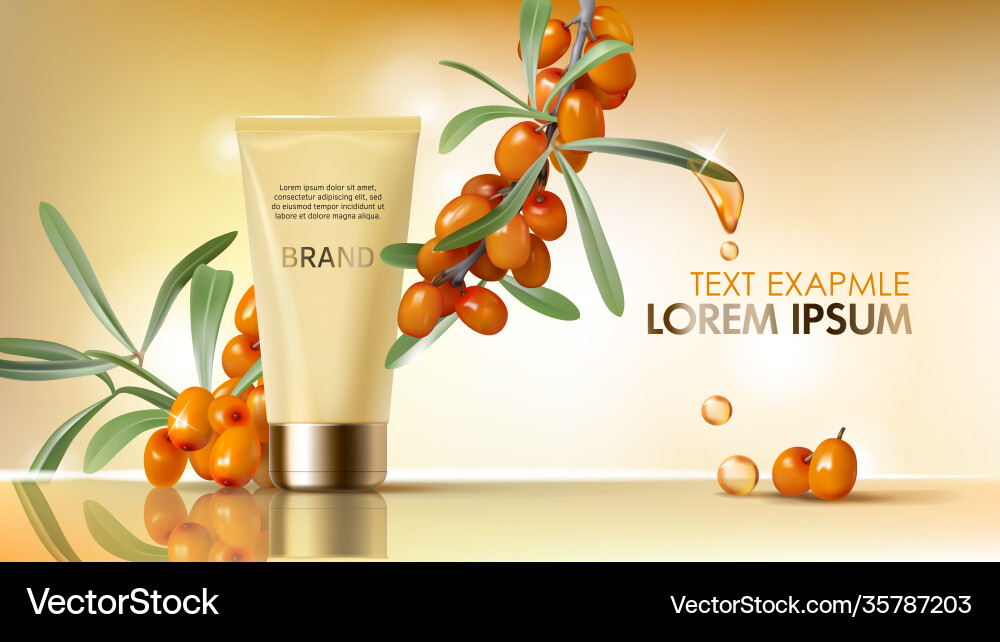 Lorem ipsum dolor sit amet,
consectetur adipiscing elit, sed
do eiusmod tempor incididunt ut
labore et dolore magna aliqua.
BRAND
TEXT EXAPMLE
LOREM IPSUM
VectorStock
VectorStock.com/35787203